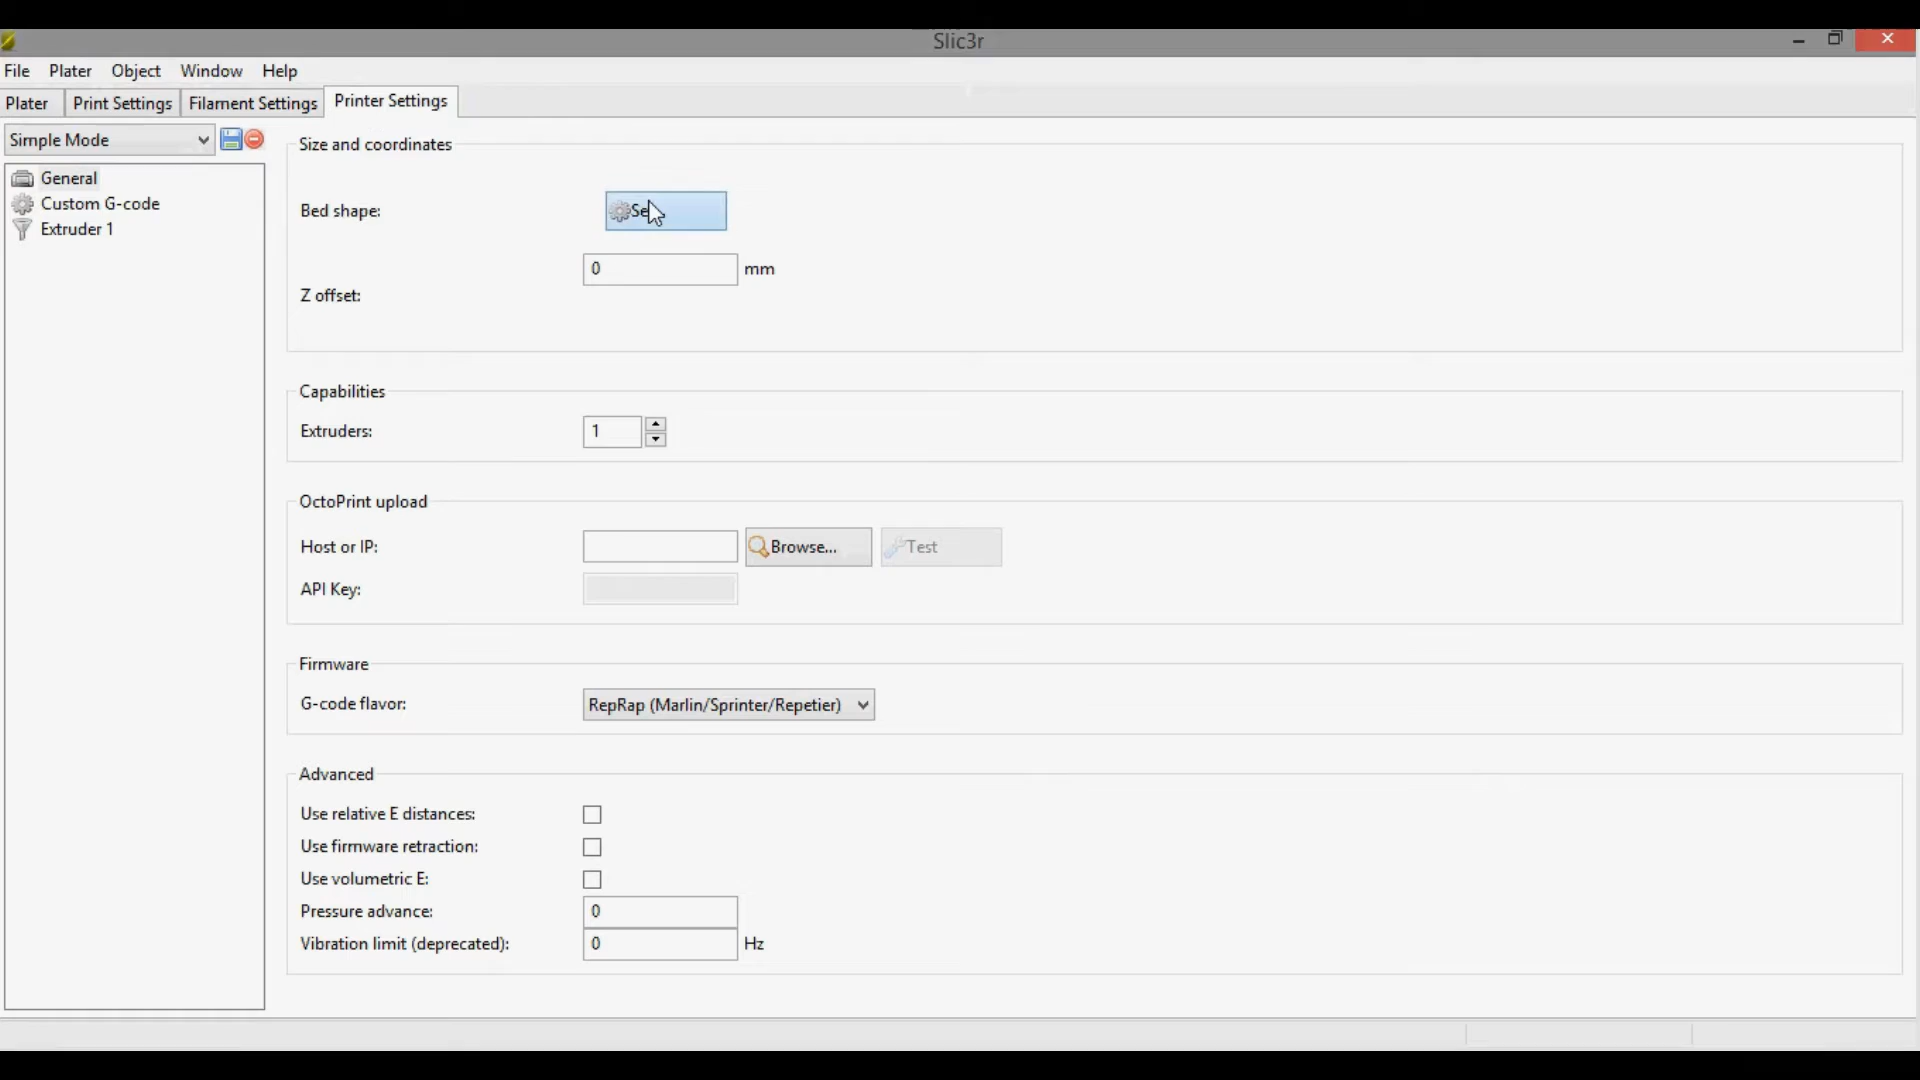 Slic3r
File Plater Object Window Help
Plater Print Settings Filament Settings Printer Settings
Simple Mode
General
Custom G-code
Extruder 1
Size and coordinates
Bed shape:
0 mm
Z offset:
Capabilities
Extruders: 1
OctoPrint upload
Host or IP: Browse... Test
API Key:
Firmware
G-code flavor: RepRap (Marlin/Sprinter/Repetier)
Advanced
Use relative E distances:
Use firmware retraction:
Use volumetric E:
Pressure advance: 0
Vibration limit (deprecated): 0 Hz